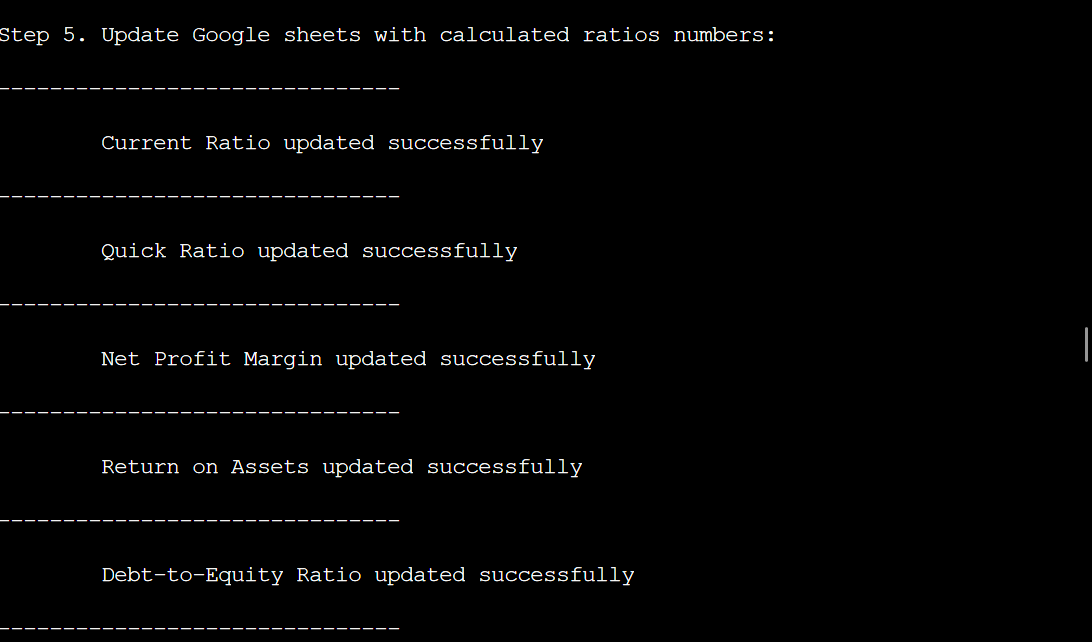 Step 5. Update Google sheets with calculated ratios numbers:
-------------------------------
Current Ratio updated successfully
-------------------------------
Quick Ratio updated successfully
-------------------------------
Net Profit Margin updated successfully
-------------------------------
Return on Assets updated successfully
-------------------------------
Debt-to-Equity Ratio updated successfully
-------------------------------